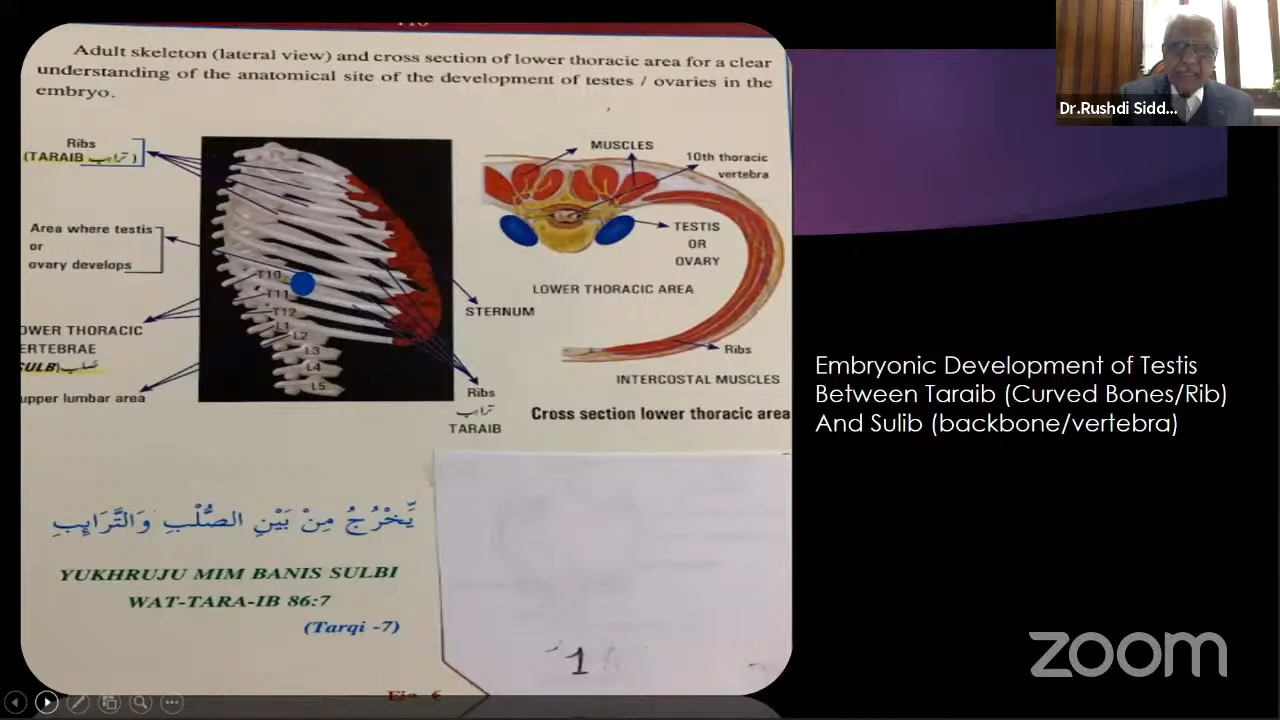 Adult skeleton (lateral view) and cross section of lower thoracic area for a clear
understanding of the anatomical site of the development of testes / ovaries in the
embryo.
Ribs
(TARAIB ترآىب)
Area where testis
or
ovary develops
OWER THORACIC
ERTEBRAE
SULB) صُلب
upper lumbar area
T10
T11
T12
L1
L2
L3
L4
L5
STERNUM
Ribs
ترآىب
TARAIB
MUSCLES
10th thoracic
vertebra
TESTIS
OR
OVARY
LOWER THORACIC AREA
Ribs
INTERCOSTAL MUSCLES
Cross section lower thoracic area
يَّخْرُجُ مِنْ بَيْنِ الصُّلْبِ وَالتَّرَآىِٕبِ
YUKHRUJU MIM BANIS SULBI
WAT-TARA-IB 86:7
(Tarqi -7)
1
Dr.Rushdi Sidd...
Embryonic Development of Testis
Between Taraib (Curved Bones/Rib)
And Sulib (backbone/vertebra)
zoom